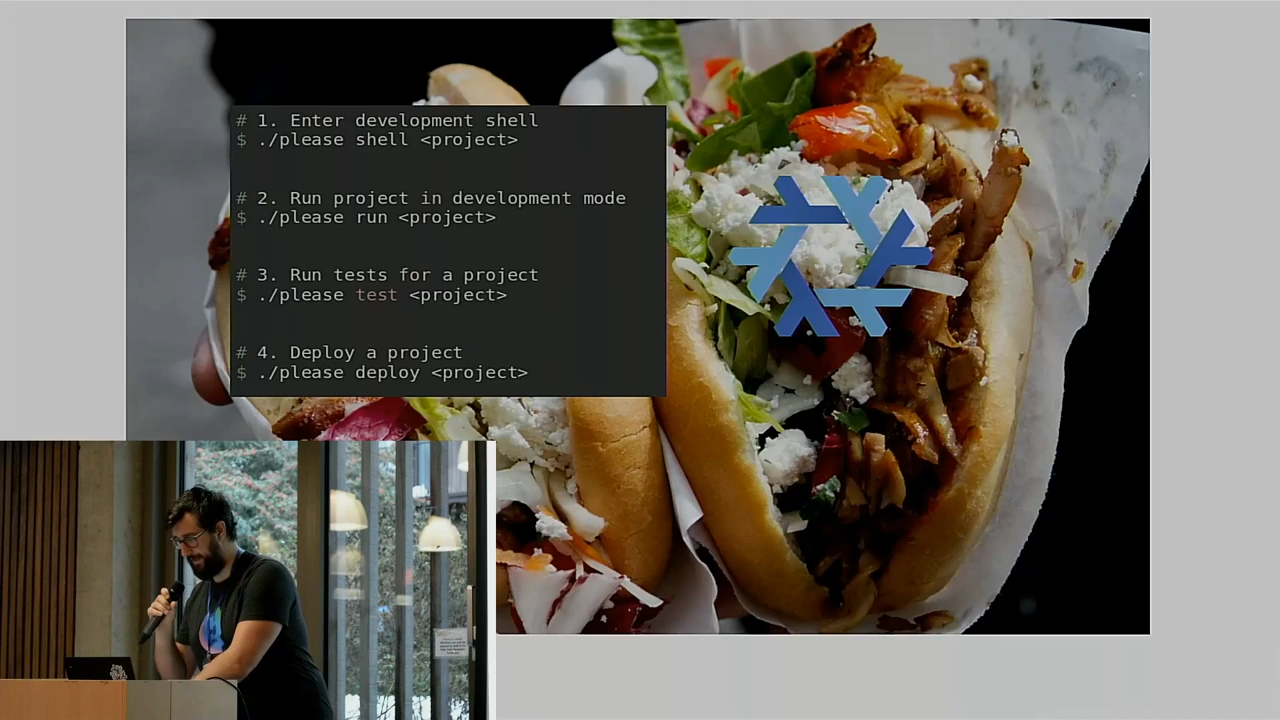 # 1. Enter development shell
$ ./please shell <project>
# 2. Run project in development mode
$ ./please run <project>
# 3. Run tests for a project
$ ./please test <project>
# 4. Deploy a project
$ ./please deploy <project>